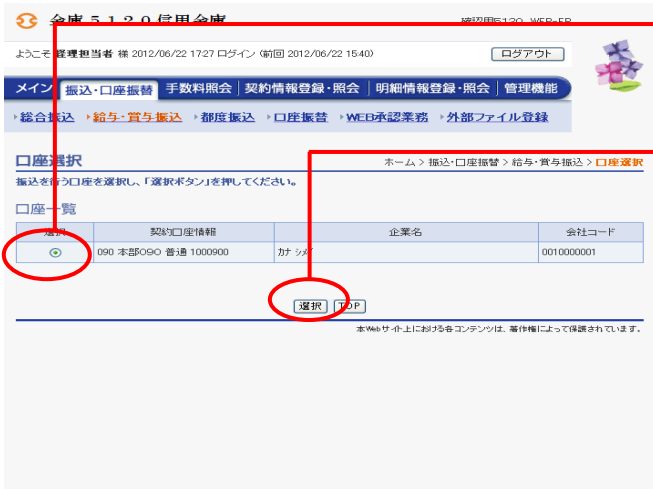 金庫5120信用金庫
確認用5120 WEB-FB
ようこそ 経理担当者 様 2012/06/22 17:27 ログイン (前回 2012/06/22 15:40)
ログアウト
メイン 振込・口座振替 手数料照会 契約情報登録・照会 明細情報登録・照会 管理機能
総合振込 給与・賞与振込 都度振込 口座振替 WEB承認業務 外部ファイル登録
口座選択
ホーム > 振込・口座振替 > 給与・賞与振込 > 口座選択
振込を行う口座を選択し、「選択ボタン」を押してください。
口座一覧
選択 契約口座情報 企業名 会社コード
090 本部090 普通 1000900 カナ シメイ 0010000001
選択 TOP
本Webサイト上における各コンテンツは、著作権によって保護されています。